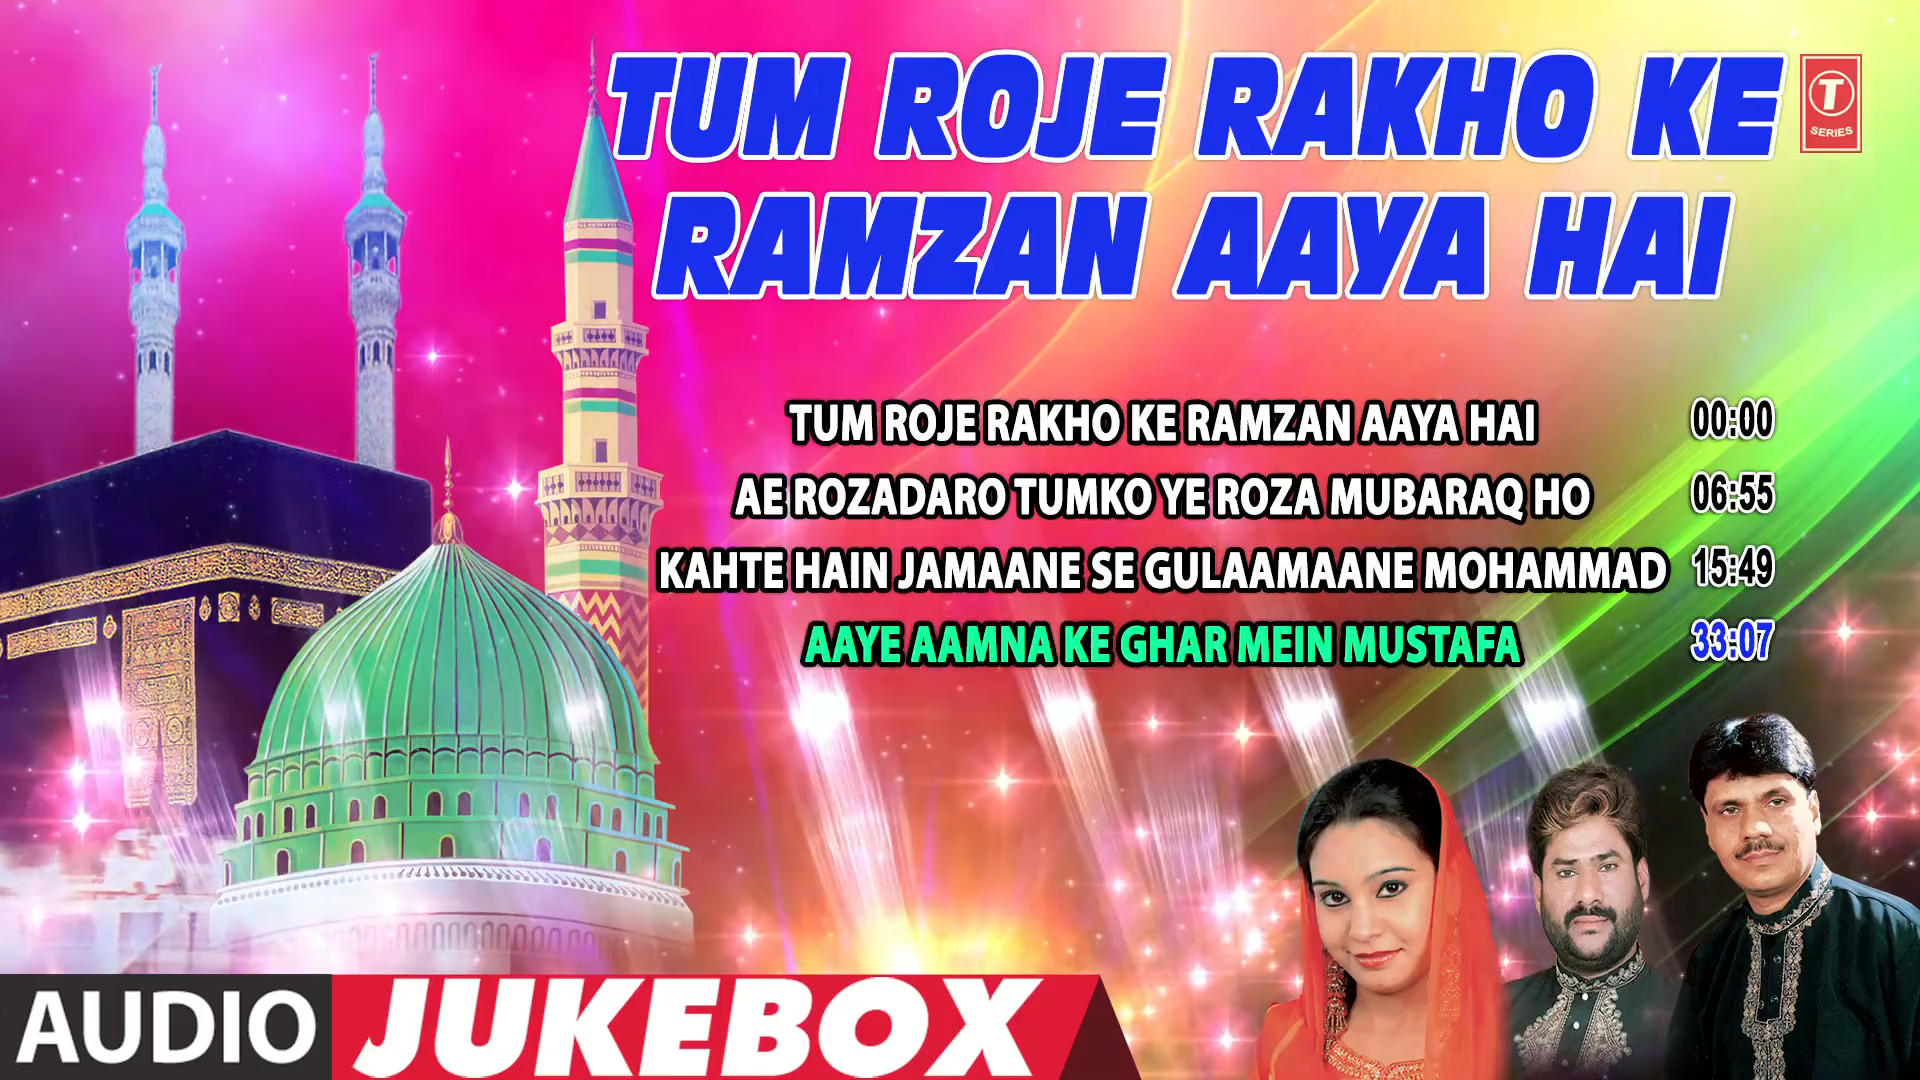 TUM ROJE RAKHO KE
RAMZAN AAYA HAI
T
SERIES
TUM ROJE RAKHO KE RAMZAN AAYA HAI 00:00
AE ROZADARO TUMKO YE ROZA MUBARAQ HO 06:55
KAHTE HAIN JAMAANE SE GULAAMAANE MOHAMMAD 15:49
AAYE AAMNA KE GHAR MEIN MUSTAFA 33:07
AUDIO JUKEBOX